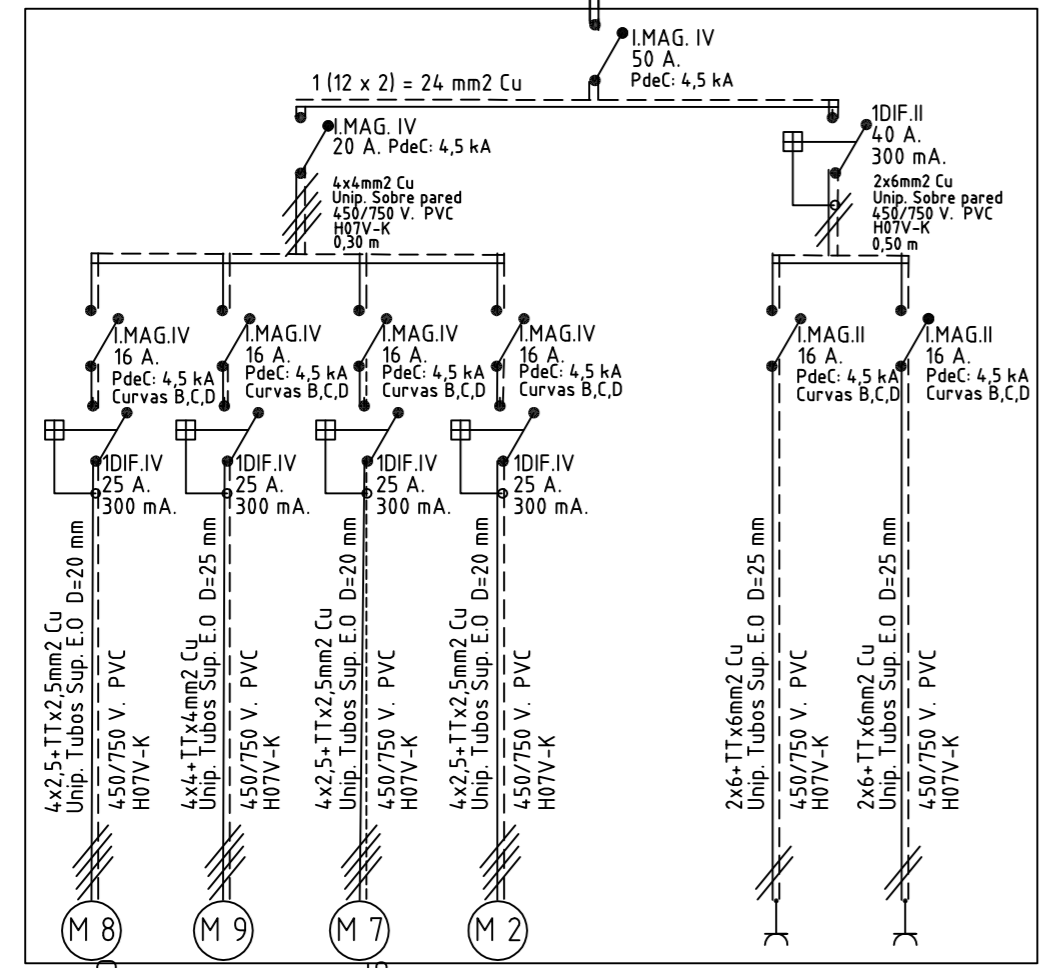 I.MAG. IV
50 A.
PdeC: 4,5 kA
1 (12 x 2) = 24 mm2 Cu
I.MAG. IV
20 A. PdeC: 4,5 kA
4x4mm2 Cu
Unip. Sobre pared
450/750 V. PVC
H07V-K
0,30 m
1DIF.II
40 A.
300 mA.
2x6mm2 Cu
Unip. Sobre pared
450/750 V. PVC
H07V-K
0,50 m
I.MAG.IV
16 A.
PdeC: 4,5 kA
Curvas B,C,D
I.MAG.IV
16 A.
PdeC: 4,5 kA
Curvas B,C,D
I.MAG.IV
16 A.
PdeC: 4,5 kA
Curvas B,C,D
I.MAG.IV
16 A.
PdeC: 4,5 kA
Curvas B,C,D
I.MAG.II
16 A.
PdeC: 4,5 kA
Curvas B,C,D
I.MAG.II
16 A.
PdeC: 4,5 kA
Curvas B,C,D
1DIF.IV
25 A.
300 mA.
1DIF.IV
25 A.
300 mA.
1DIF.IV
25 A.
300 mA.
1DIF.IV
25 A.
300 mA.
4x2,5+TTx2,5mm2 Cu
Unip. Tubos Sup. E.O D=20 mm
450/750 V. PVC
H07V-K
4x4+TTx4mm2 Cu
Unip. Tubos Sup. E.O D=25 mm
450/750 V. PVC
H07V-K
4x2,5+TTx2,5mm2 Cu
Unip. Tubos Sup. E.O D=20 mm
450/750 V. PVC
H07V-K
4x2,5+TTx2,5mm2 Cu
Unip. Tubos Sup. E.O D=20 mm
450/750 V. PVC
H07V-K
2x6+TTx6mm2 Cu
Unip. Tubos Sup. E.O D=25 mm
450/750 V. PVC
H07V-K
2x6+TTx6mm2 Cu
Unip. Tubos Sup. E.O D=25 mm
450/750 V. PVC
H07V-K
M 8
M 9
M 7
M 2